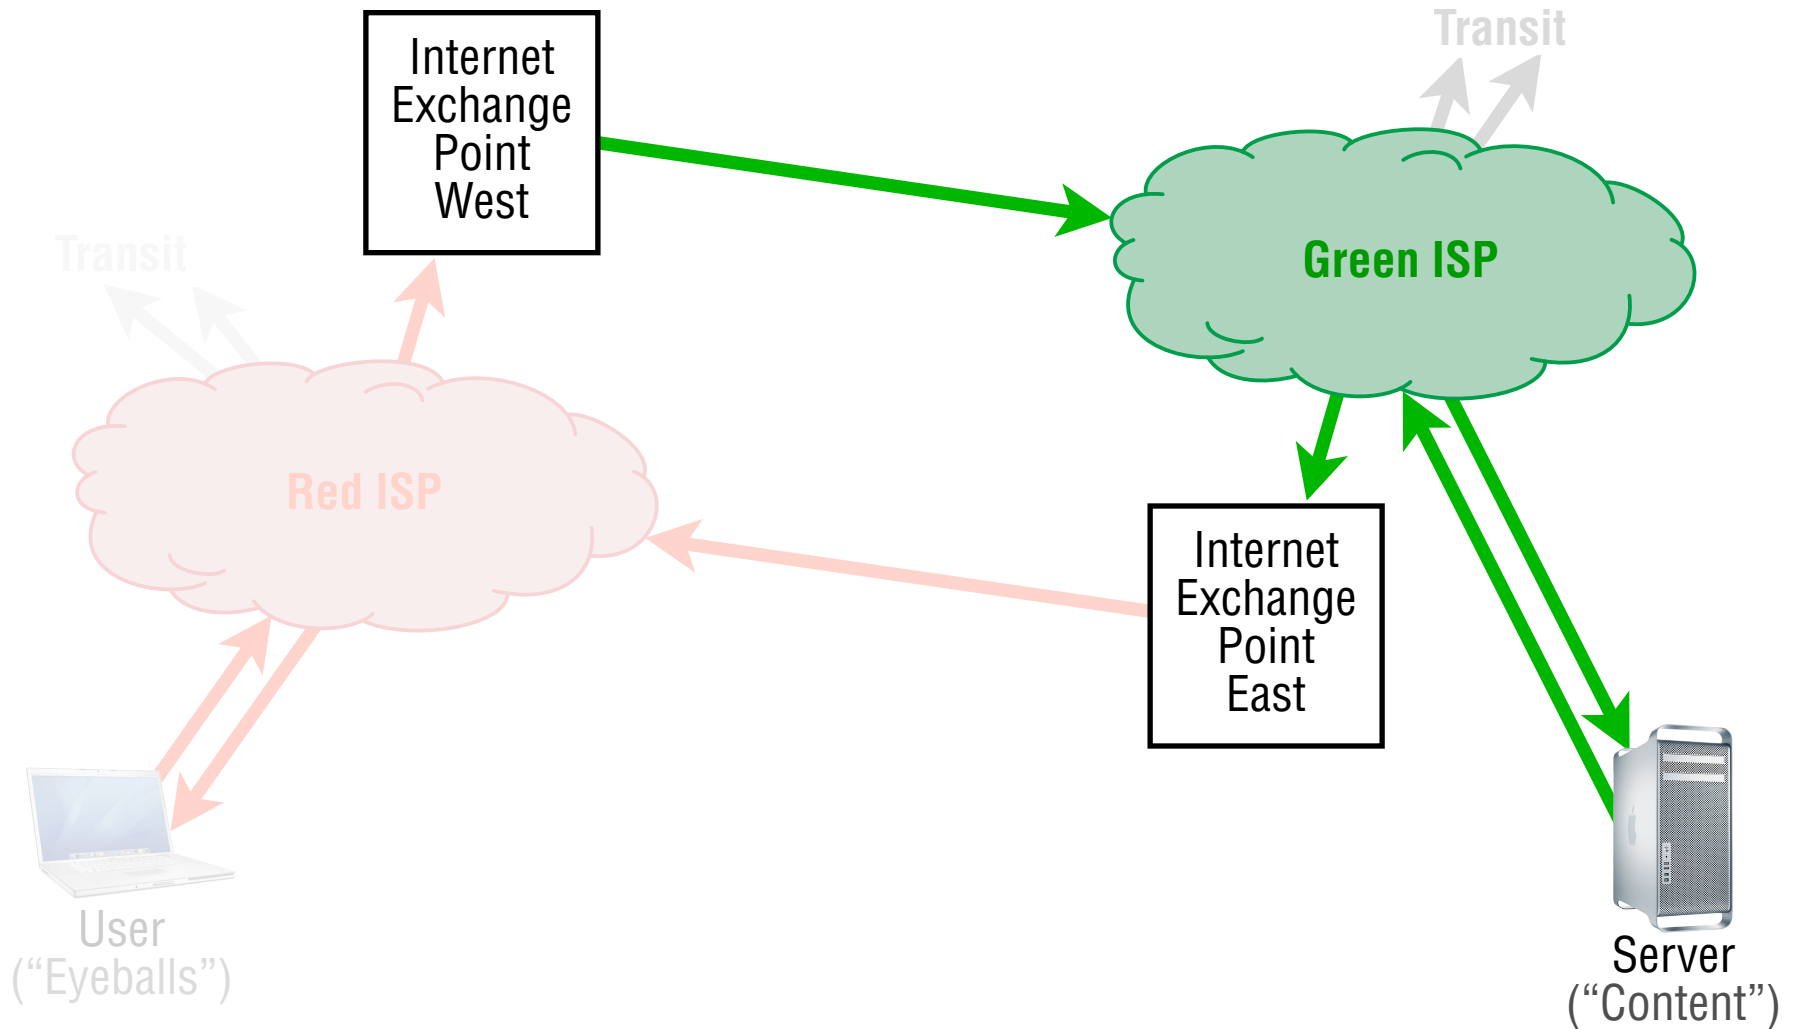 Internet
Exchange
Point
West
Transit
Green ISP
Transit
Red ISP
Internet
Exchange
Point
East
User
(“Eyeballs”)
Server
(“Content”)